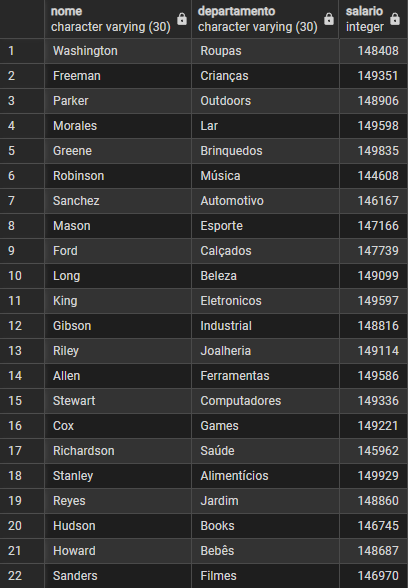 nome departamento salario
character varying (30) character varying (30) integer
1 Washington Roupas 148408
2 Freeman Crianças 149351
3 Parker Outdoors 148906
4 Morales Lar 149598
5 Greene Brinquedos 149835
6 Robinson Música 144608
7 Sanchez Automotivo 146167
8 Mason Esporte 147166
9 Ford Calçados 147739
10 Long Beleza 149099
11 King Eletronicos 149597
12 Gibson Industrial 148816
13 Riley Joalheria 149114
14 Allen Ferramentas 149586
15 Stewart Computadores 149336
16 Cox Games 149221
17 Richardson Saúde 145962
18 Stanley Alimentícios 149929
19 Reyes Jardim 148860
20 Hudson Books 146745
21 Howard Bebês 148687
22 Sanders Filmes 146970